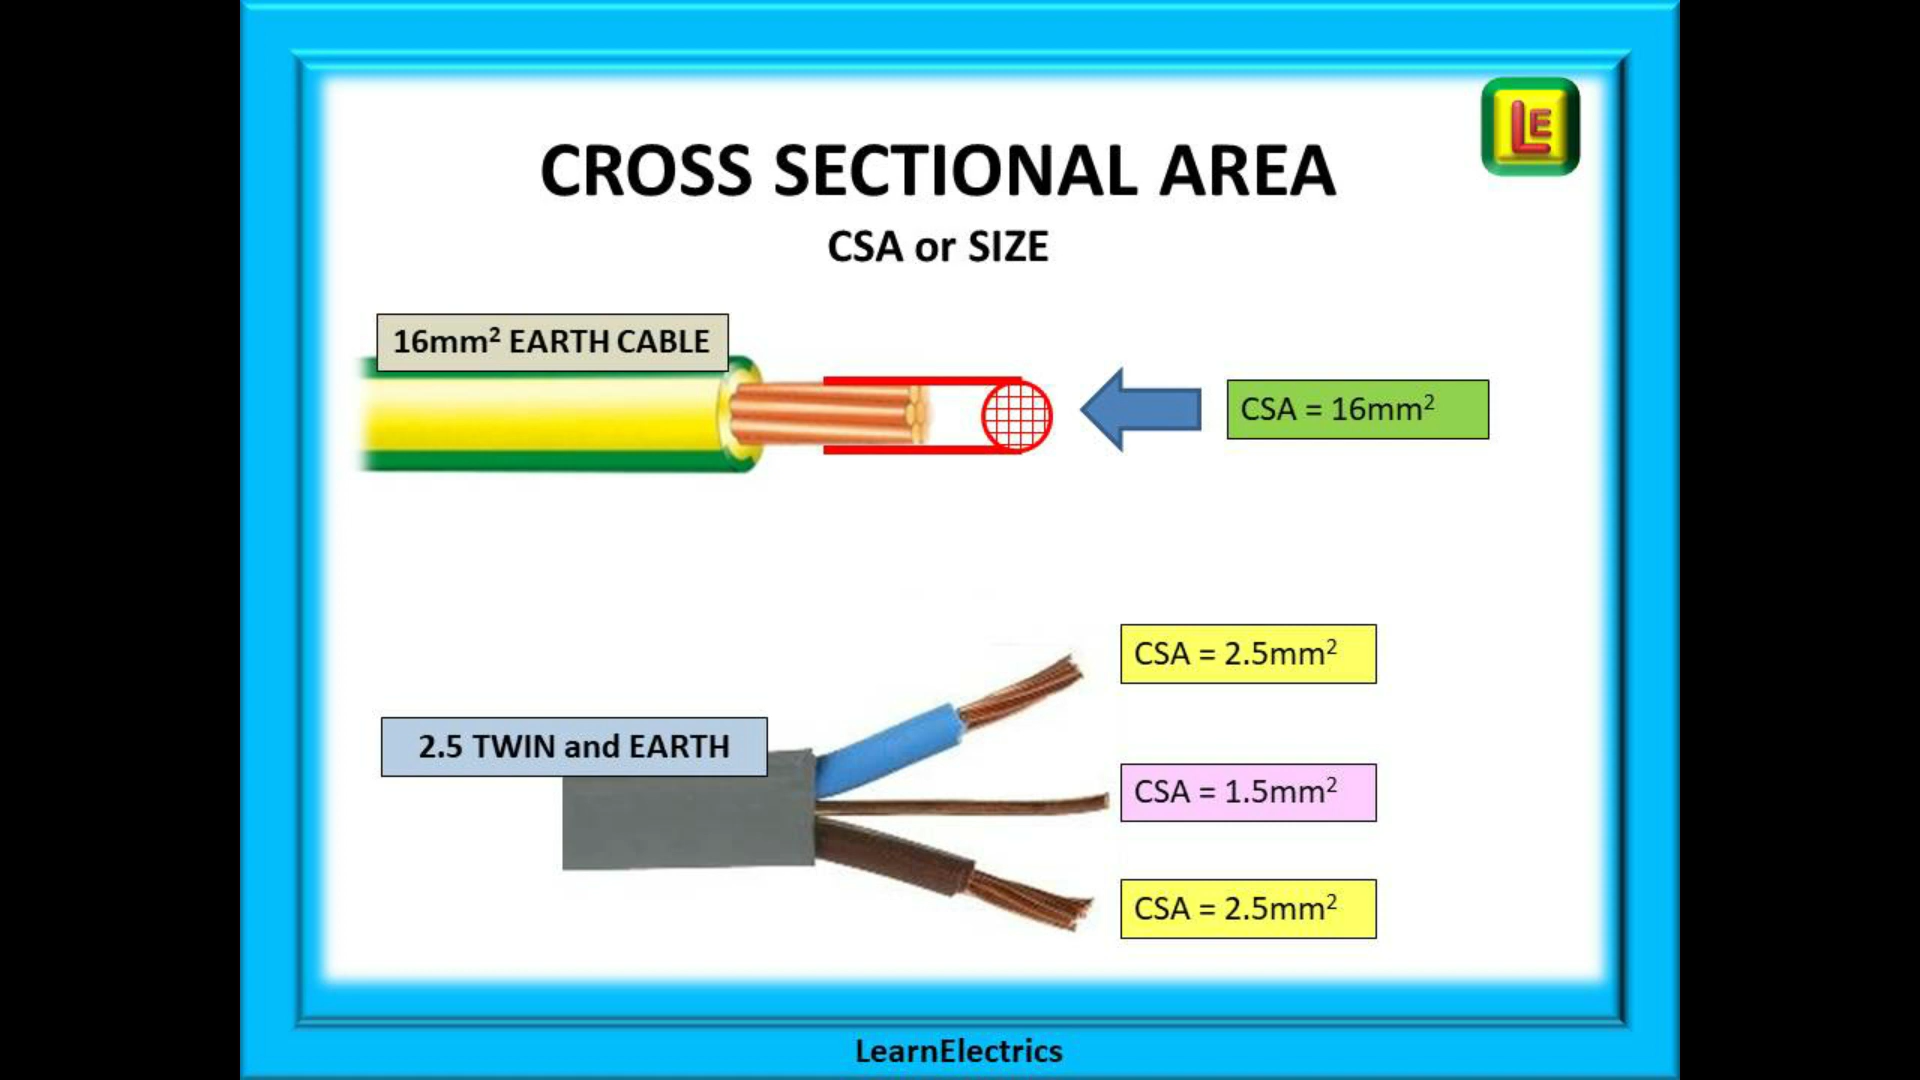 LE
CROSS SECTIONAL AREA
CSA or SIZE
16mm² EARTH CABLE
CSA = 16mm²
CSA = 2.5mm²
2.5 TWIN and EARTH
CSA = 1.5mm²
CSA = 2.5mm²
LearnElectrics